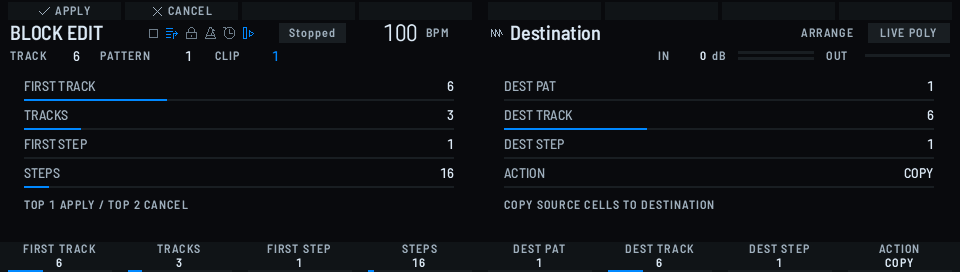 APPLY CANCEL
BLOCK EDIT Stopped 100 BPM Destination ARRANGE LIVE POLY
TRACK 6 PATTERN 1 CLIP 1 IN 0 dB OUT
FIRST TRACK 6 DEST PAT 1
TRACKS 3 DEST TRACK 6
FIRST STEP 1 DEST STEP 1
STEPS 16 ACTION COPY
TOP 1 APPLY / TOP 2 CANCEL COPY SOURCE CELLS TO DESTINATION
FIRST TRACK TRACKS FIRST STEP STEPS DEST PAT DEST TRACK DEST STEP ACTION
6 3 1 16 1 6 1 COPY